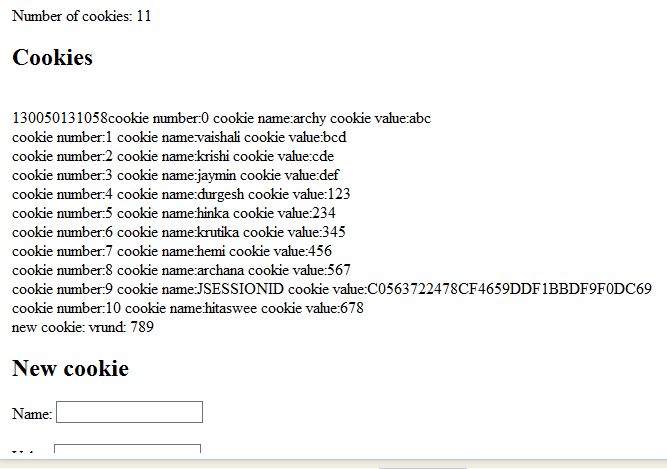 Number of cookies: 11
Cookies
130050131058cookie number:0 cookie name:archy cookie value:abc
cookie number:1 cookie name:vaishali cookie value:bcd
cookie number:2 cookie name:krishi cookie value:cde
cookie number:3 cookie name:jaymin cookie value:def
cookie number:4 cookie name:durgesh cookie value:123
cookie number:5 cookie name:hinka cookie value:234
cookie number:6 cookie name:krutika cookie value:345
cookie number:7 cookie name:hemi cookie value:456
cookie number:8 cookie name:archana cookie value:567
cookie number:9 cookie name:JSESSIONID cookie value:C0563722478CF4659DDF1BBDF9F0DC69
cookie number:10 cookie name:hitaswee cookie value:678
new cookie: vrund: 789
New cookie
Name: